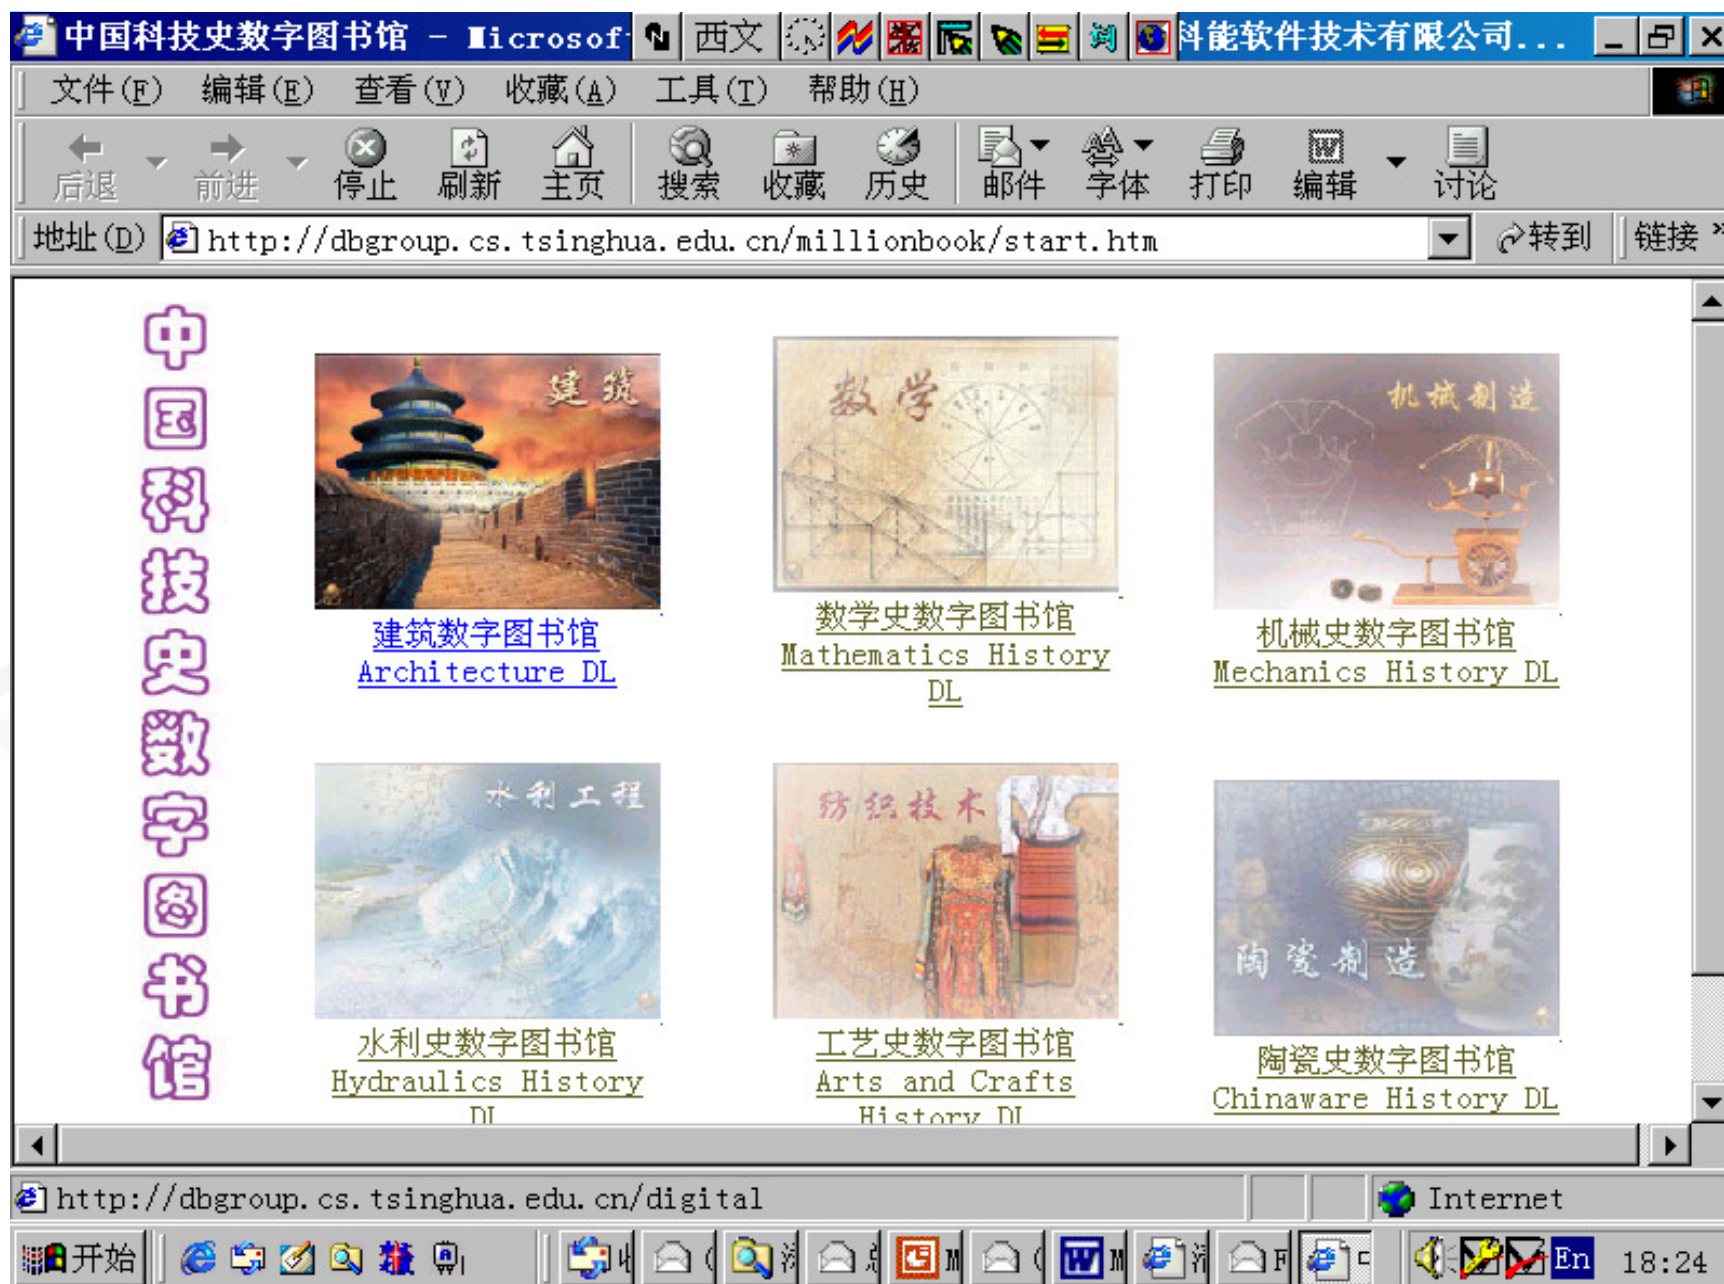 中国科技史数字图书馆 - Microsof
西文
科能软件技术有限公司...
文件(F) 编辑(E) 查看(V) 收藏(A) 工具(T) 帮助(H)
后退 前进 停止 刷新 主页 搜索 收藏 历史 邮件 字体 打印 编辑 讨论
地址(D) http://dbgroup.cs.tsinghua.edu.cn/millionbook/start.htm 转到 链接 »
中国科技史数字图书馆
建筑
数学
机械制造
建筑数字图书馆
Architecture DL
数学史数字图书馆
Mathematics History
DL
机械史数字图书馆
Mechanics History DL
水利工程
纺织技术
陶瓷制造
水利史数字图书馆
Hydraulics History
DL
工艺史数字图书馆
Arts and Crafts
History DL
陶瓷史数字图书馆
Chinaware History DL
http://dbgroup.cs.tsinghua.edu.cn/digital Internet
开始 En 18:24